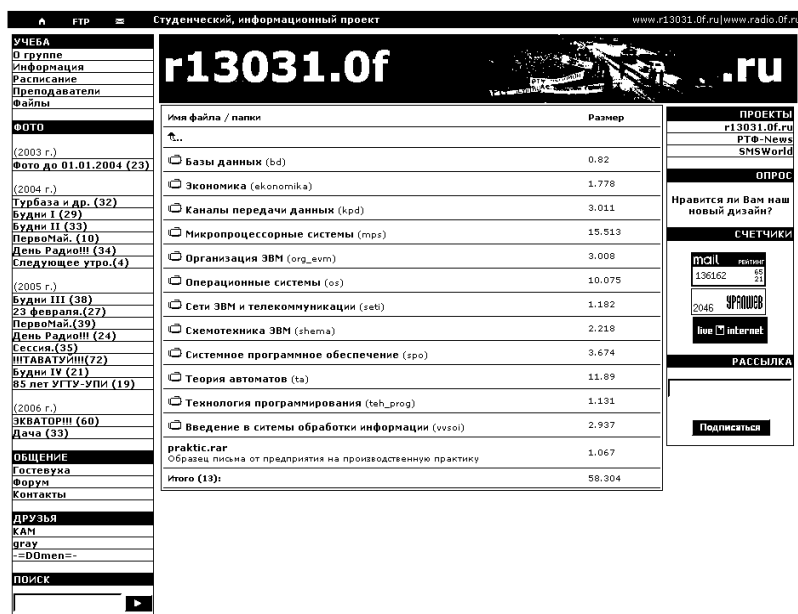 FTP
Студенческий, информационный проект
www.r13031.0f.ru|www.radio.0f.ru
УЧЕБА
О группе
Информация
Расписание
Преподаватели
Файлы
ФОТО
(2003 г.)
Фото до 01.01.2004 (23)
(2004 г.)
Турбаза и др. (32)
Будни I (29)
Будни II (33)
ПервоМай. (10)
День Радио!!! (34)
Следующее утро.(4)
(2005 г.)
Будни III (38)
23 февраля.(27)
ПервоМай.(39)
День Радио!!! (24)
Сессия.(35)
!!!ТАВАТУЙ!!!(72)
Будни IV (21)
85 лет УГТУ-УПИ (19)
(2006 г.)
ЭКВАТОР!!! (60)
Дача (33)
ОБЩЕНИЕ
Гостевуха
Форум
Контакты
ДРУЗЬЯ
КАМ
gray
-=D0men=-
ПОИСК
r13031.0f .ru
Имя файла / папки Размер
..
Базы данных (bd) 0.82
Экономика (ekonomika) 1.778
Каналы передачи данных (kpd) 3.011
Микропроцессорные системы (mps) 15.513
Организация ЭВМ (org_evm) 3.008
Операционные системы (os) 10.075
Сети ЭВМ и телекоммуникации (seti) 1.182
Схемотехника ЭВМ (shema) 2.218
Системное программное обеспечение (spo) 3.674
Теория автоматов (ta) 11.89
Технология программирования (teh_prog) 1.131
Введение в ситемы обработки информации (vvsoi) 2.937
praktic.rar 1.067
Образец письма от предприятия на производственную практику
Итого (13): 58.304
ПРОЕКТЫ
r13031.0f.ru
РТФ-News
SMSWorld
ОПРОС
Нравится ли Вам наш
новый дизайн?
СЧЕТЧИКИ
mail РЕЙТИНГ
136162 65
21
2046 УРАЛWEB
live internet
РАССЫЛКА
Подписаться